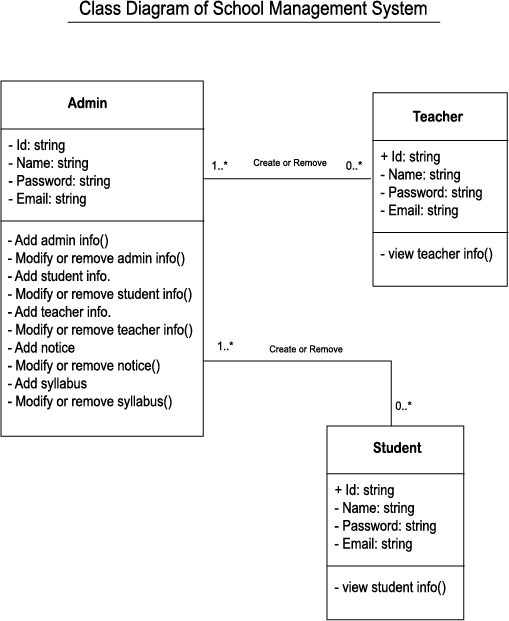 Class Diagram of School Management System
Admin
- Id: string
- Name: string
- Password: string
- Email: string
- Add admin info()
- Modify or remove admin info()
- Add student info.
- Modify or remove student info()
- Add teacher info.
- Modify or remove teacher info()
- Add notice
- Modify or remove notice()
- Add syllabus
- Modify or remove syllabus()
1..* Create or Remove 0..*
Teacher
+ Id: string
- Name: string
- Password: string
- Email: string
- view teacher info()
1..* Create or Remove
0..*
Student
+ Id: string
- Name: string
- Password: string
- Email: string
- view student info()